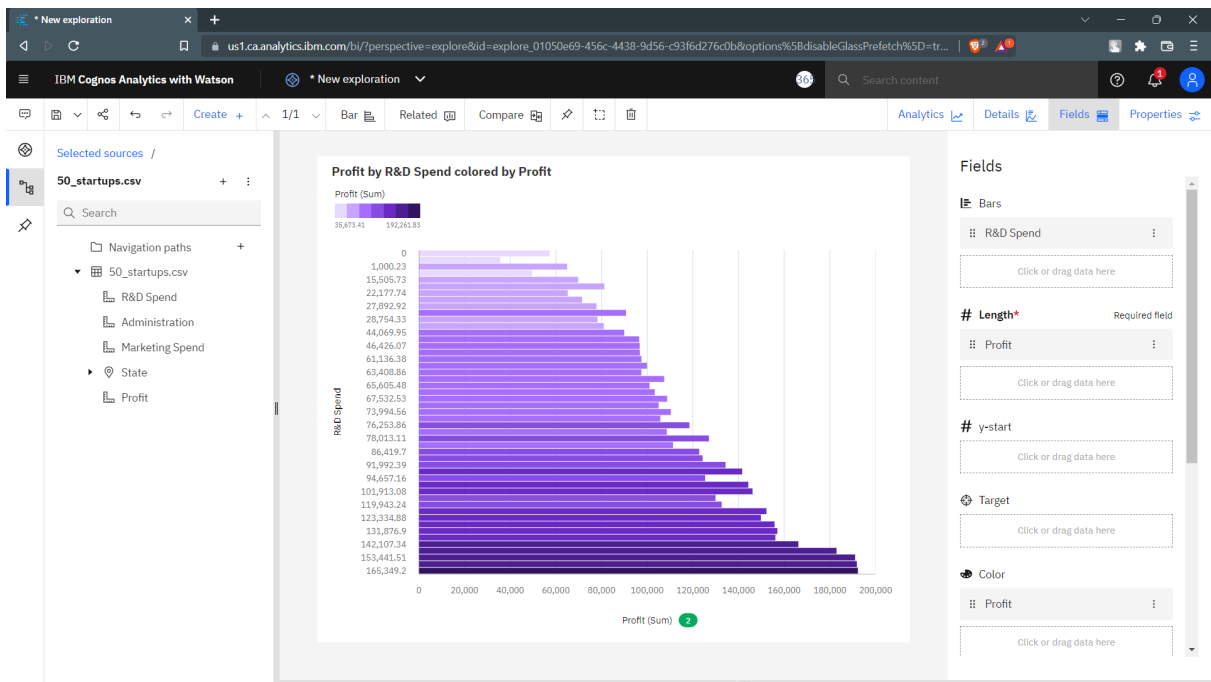 * New exploration
us1.ca.analytics.ibm.com/bi/?perspective=explore&id=explore_01050e69-456c-4438-9d56-c93f6d276c0b&options%5BdisableGlassPrefetch%5D=tr...
2
IBM Cognos Analytics with Watson
* New exploration
Search content
1
Create +
1/1
Bar
Related
Compare
Analytics
Details
Fields
Properties
Selected sources /
50_startups.csv
Search
Navigation paths
50_startups.csv
R&D Spend
Administration
Marketing Spend
State
Profit
Profit by R&D Spend colored by Profit
Profit (Sum)
35,673.41 192,261.83
R&D Spend
0
1,000.23
15,505.73
22,177.74
27,892.92
28,754.33
44,069.95
46,426.07
61,136.38
63,408.86
65,605.48
67,532.53
73,994.56
76,253.86
78,013.11
86,419.7
91,992.39
94,657.16
101,913.08
119,943.24
123,334.88
131,876.9
142,107.34
153,441.51
165,349.2
0 20,000 40,000 60,000 80,000 100,000 120,000 140,000 160,000 180,000 200,000
Profit (Sum) 2
Fields
Bars
R&D Spend
Click or drag data here
# Length* Required field
Profit
Click or drag data here
# y-start
Click or drag data here
Target
Click or drag data here
Color
Profit
Click or drag data here